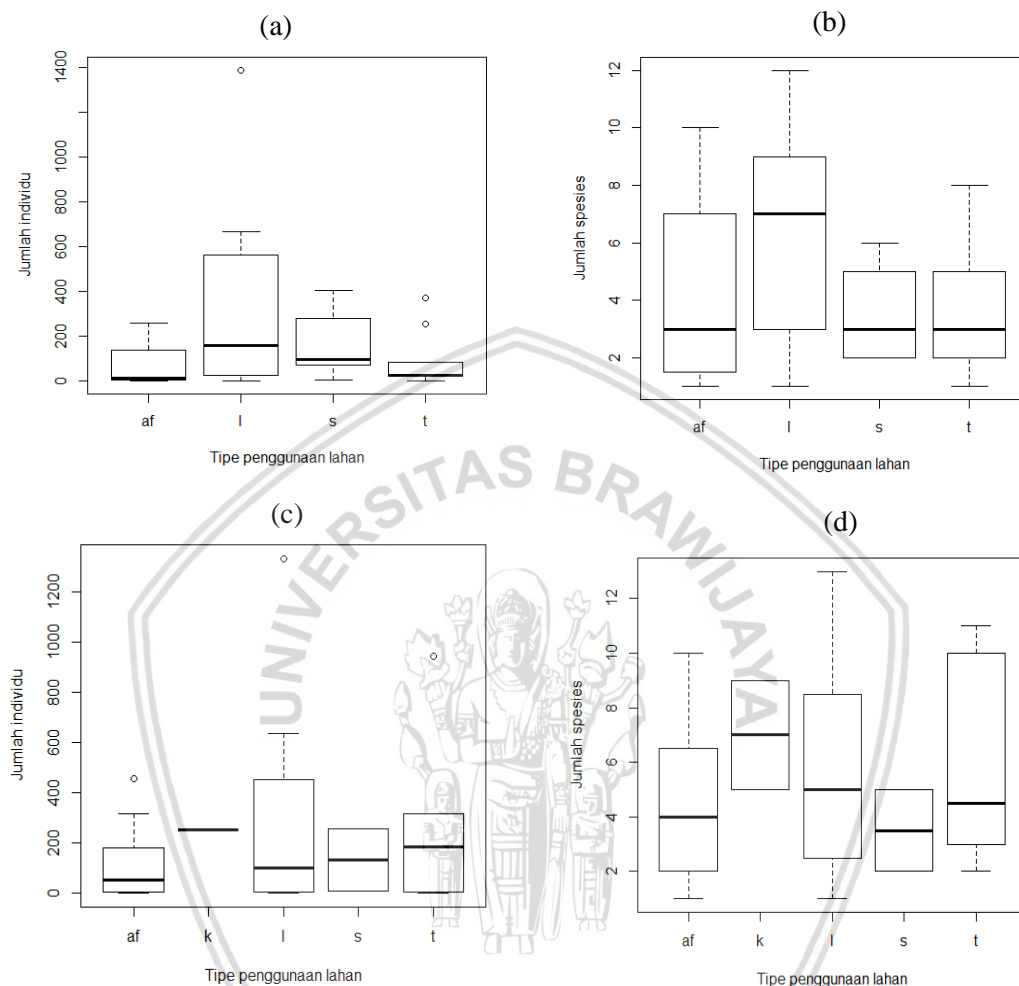 (a)
Jumlah individu
0 200 400 600 800 1000 1400
af l s t
Tipe penggunaan lahan
(b)
Jumlah spesies
2 4 6 8 10 12
af l s t
Tipe penggunaan lahan
UNIVERSITAS BRAWIJAYA
(c)
Jumlah individu
0 200 400 600 800 1000 1200
af k l s t
Tipe penggunaan lahan
(d)
Jumlah spesies
2 4 6 8 10 12
af k l s t
Tipe penggunaan lahan